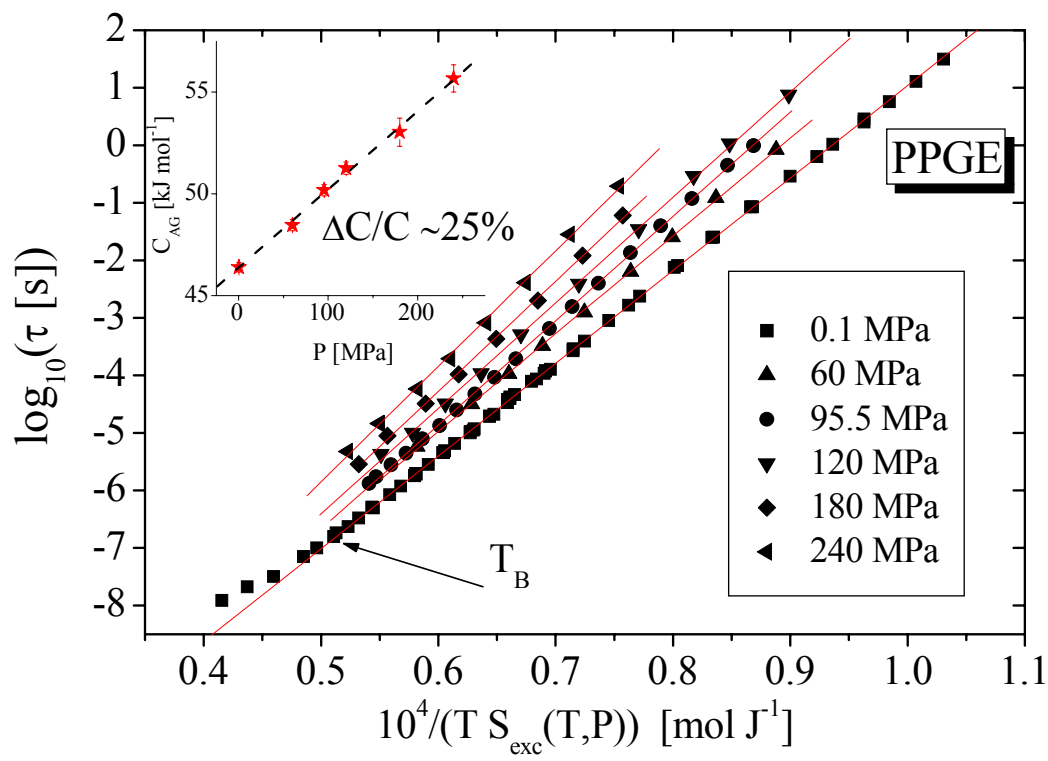 2
1
0
-1
-2
-3
-4
-5
-6
-7
-8
log10(τ [s])
0.4 0.5 0.6 0.7 0.8 0.9 1.0 1.1
10^4/(T S_exc(T,P)) [mol J^-1]
55
50
45
C_AG [kJ mol^-1]
0 100 200
P [MPa]
ΔC/C ~25%
PPGE
T_B
0.1 MPa
60 MPa
95.5 MPa
120 MPa
180 MPa
240 MPa